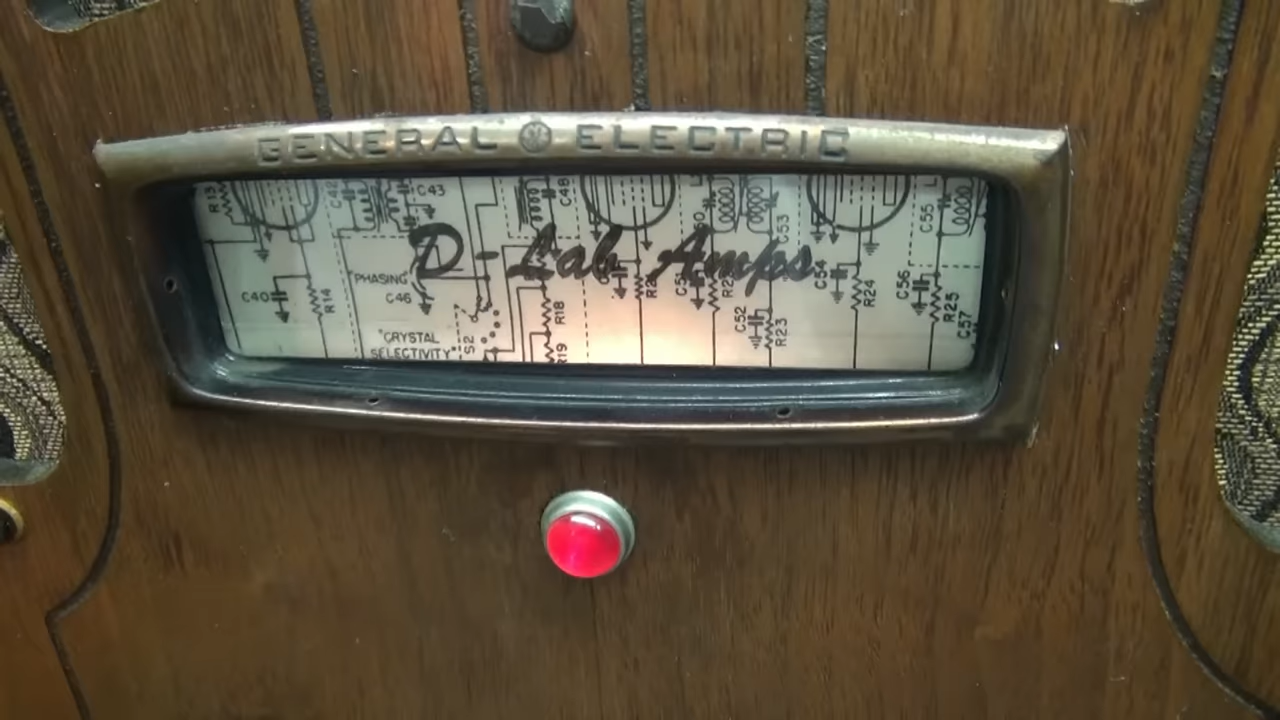 GENERAL GE ELECTRIC
R13 C42 C43 C48 C53 C55
D-Lab Amps
"PHASING"
C40 R14 C46 R18 C54 R24 C56 R25
"CRYSTAL
SELECTIVITY" S2 R19 C52 R23 C57